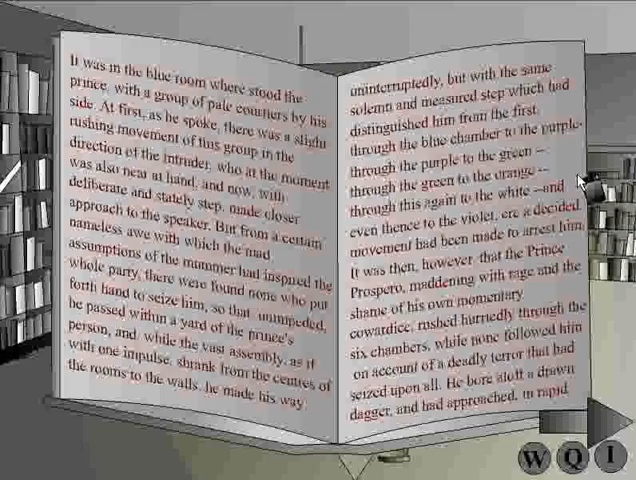 It was in the blue room where stood the
prince, with a group of pale courtiers by his
side. At first, as he spoke, there was a slight
rushing movement of this group in the
direction of the intruder, who at the moment
was also near at hand, and now, with
deliberate and stately step, made closer
approach to the speaker. But from a certain
nameless awe with which the mad
assumptions of the mummer had inspired the
whole party, there were found none who put
forth hand to seize him, so that, unimpeded,
he passed within a yard of the prince's
person, and, while the vast assembly, as if
with one impulse, shrank from the centres of
the rooms to the walls, he made his way
uninterruptedly, but with the same
solemn and measured step which had
distinguished him from the first,
through the blue chamber to the purple-
through the purple to the green --
through the green to the orange --
through this again to the white --and
even thence to the violet, ere a decided
movement had been made to arrest him.
It was then, however, that the Prince
Prospero, maddening with rage and the
shame of his own momentary
cowardice, rushed hurriedly through the
six chambers, while none followed him
on account of a deadly terror that had
seized upon all. He bore aloft a drawn
dagger, and had approached, in rapid
W Q I